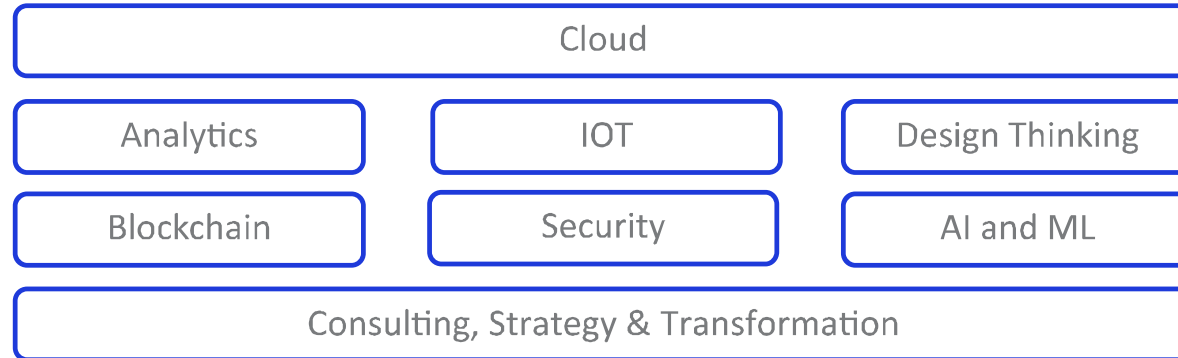 Cloud
Analytics
IOT
Design Thinking
Blockchain
Security
AI and ML
Consulting, Strategy & Transformation